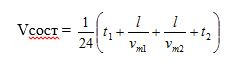 Vсост = 1/24 (t₁ + l/vₘ₁ + l/vₘ₂ + t₂)